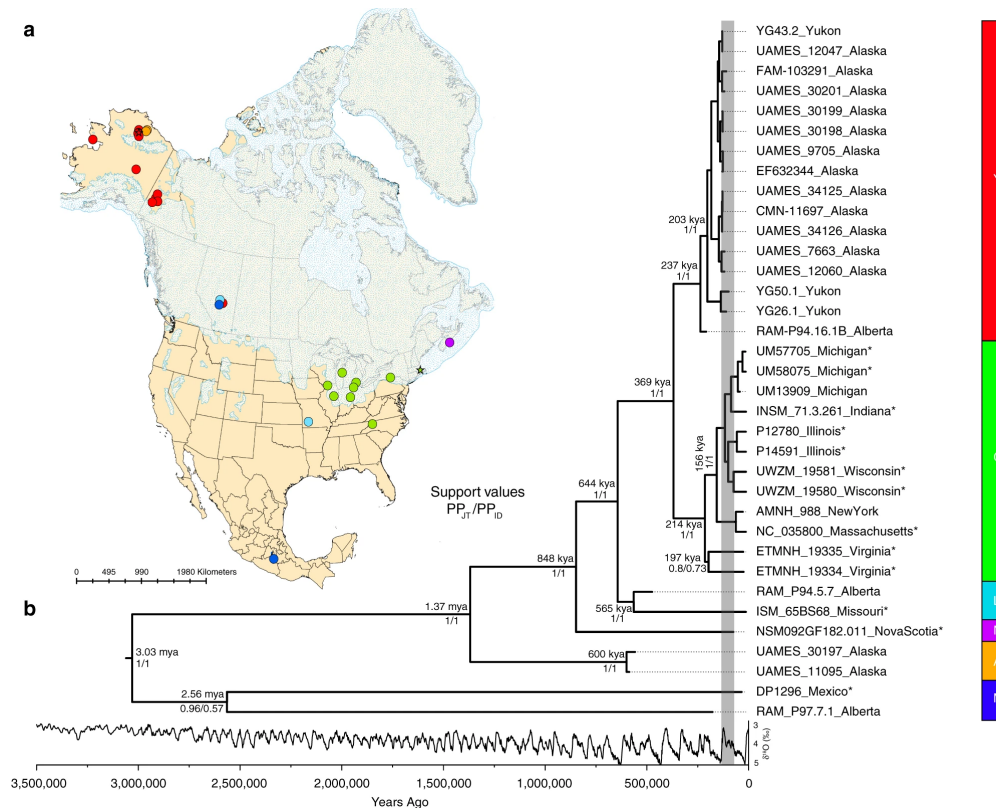 a
0 495 990 1980 Kilometers
Support values
PPJT/PPID
b
YG43.2_Yukon
UAMES_12047_Alaska
FAM-103291_Alaska
UAMES_30201_Alaska
UAMES_30199_Alaska
UAMES_30198_Alaska
UAMES_9705_Alaska
EF632344_Alaska
UAMES_34125_Alaska
CMN-11697_Alaska
UAMES_34126_Alaska
UAMES_7663_Alaska
UAMES_12060_Alaska
YG50.1_Yukon
YG26.1_Yukon
RAM-P94.16.1B_Alberta
UM57705_Michigan*
UM58075_Michigan*
UM13909_Michigan
INSM_71.3.261_Indiana*
P12780_Illinois*
P14591_Illinois*
UWZM_19581_Wisconsin*
UWZM_19580_Wisconsin*
AMNH_988_NewYork
NC_035800_Massachusetts*
ETMNH_19335_Virginia*
ETMNH_19334_Virginia*
RAM_P94.5.7_Alberta
ISM_65BS68_Missouri*
NSM092GF182.011_NovaScotia*
UAMES_30197_Alaska
UAMES_11095_Alaska
DP1296_Mexico*
RAM_P97.7.1_Alberta
203 kya
1/1
237 kya
1/1
369 kya
1/1
156 kya
1/1
214 kya
1/1
197 kya
0.8/0.73
644 kya
1/1
565 kya
1/1
848 kya
1/1
1.37 mya
1/1
600 kya
1/1
3.03 mya
1/1
2.56 mya
0.96/0.57
3
4
5
δ¹⁸O (‰)
3,500,000 3,000,000 2,500,000 2,000,000 1,500,000 1,000,000 500,000 0
Years Ago